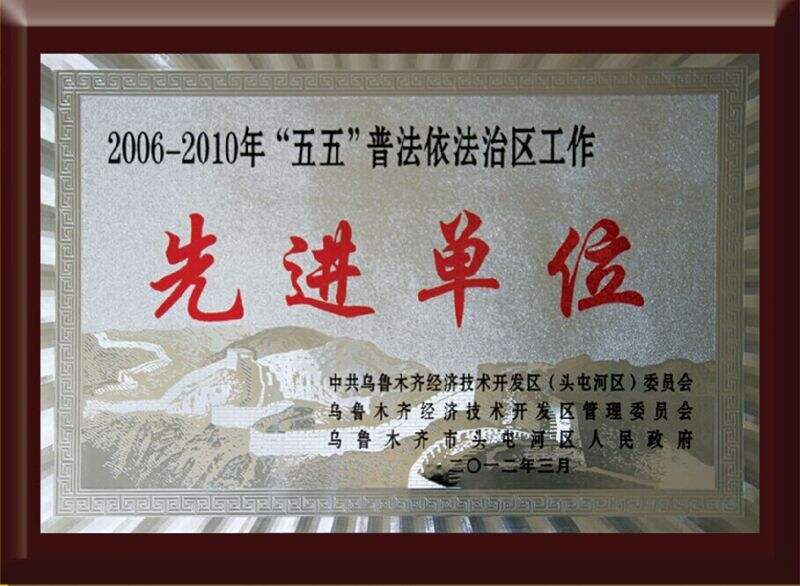 2006-2010年“五五”普法依法治区工作
先进单位
中共乌鲁木齐经济技术开发区（头屯河区）委员会
乌鲁木齐经济技术开发区管理委员会
乌鲁木齐市头屯河区人民政府
二〇一二年三月